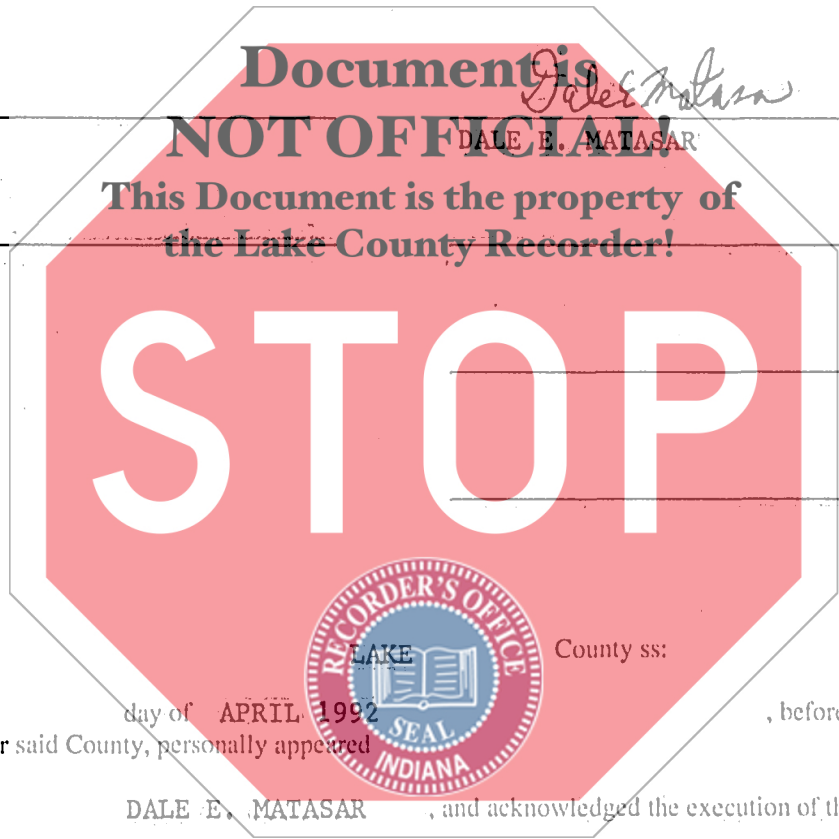 Document is
Dale E Matasar
NOT OFFICIAL!
DALE E. MATASAR
This Document is the property of
the Lake County Recorder!
STOP
RECORDER'S OFFICE
LAKE County ss:
day of APRIL 1992 , before
SEAL
r said County, personally appeared
INDIANA
DALE E. MATASAR , and acknowledged the execution of th